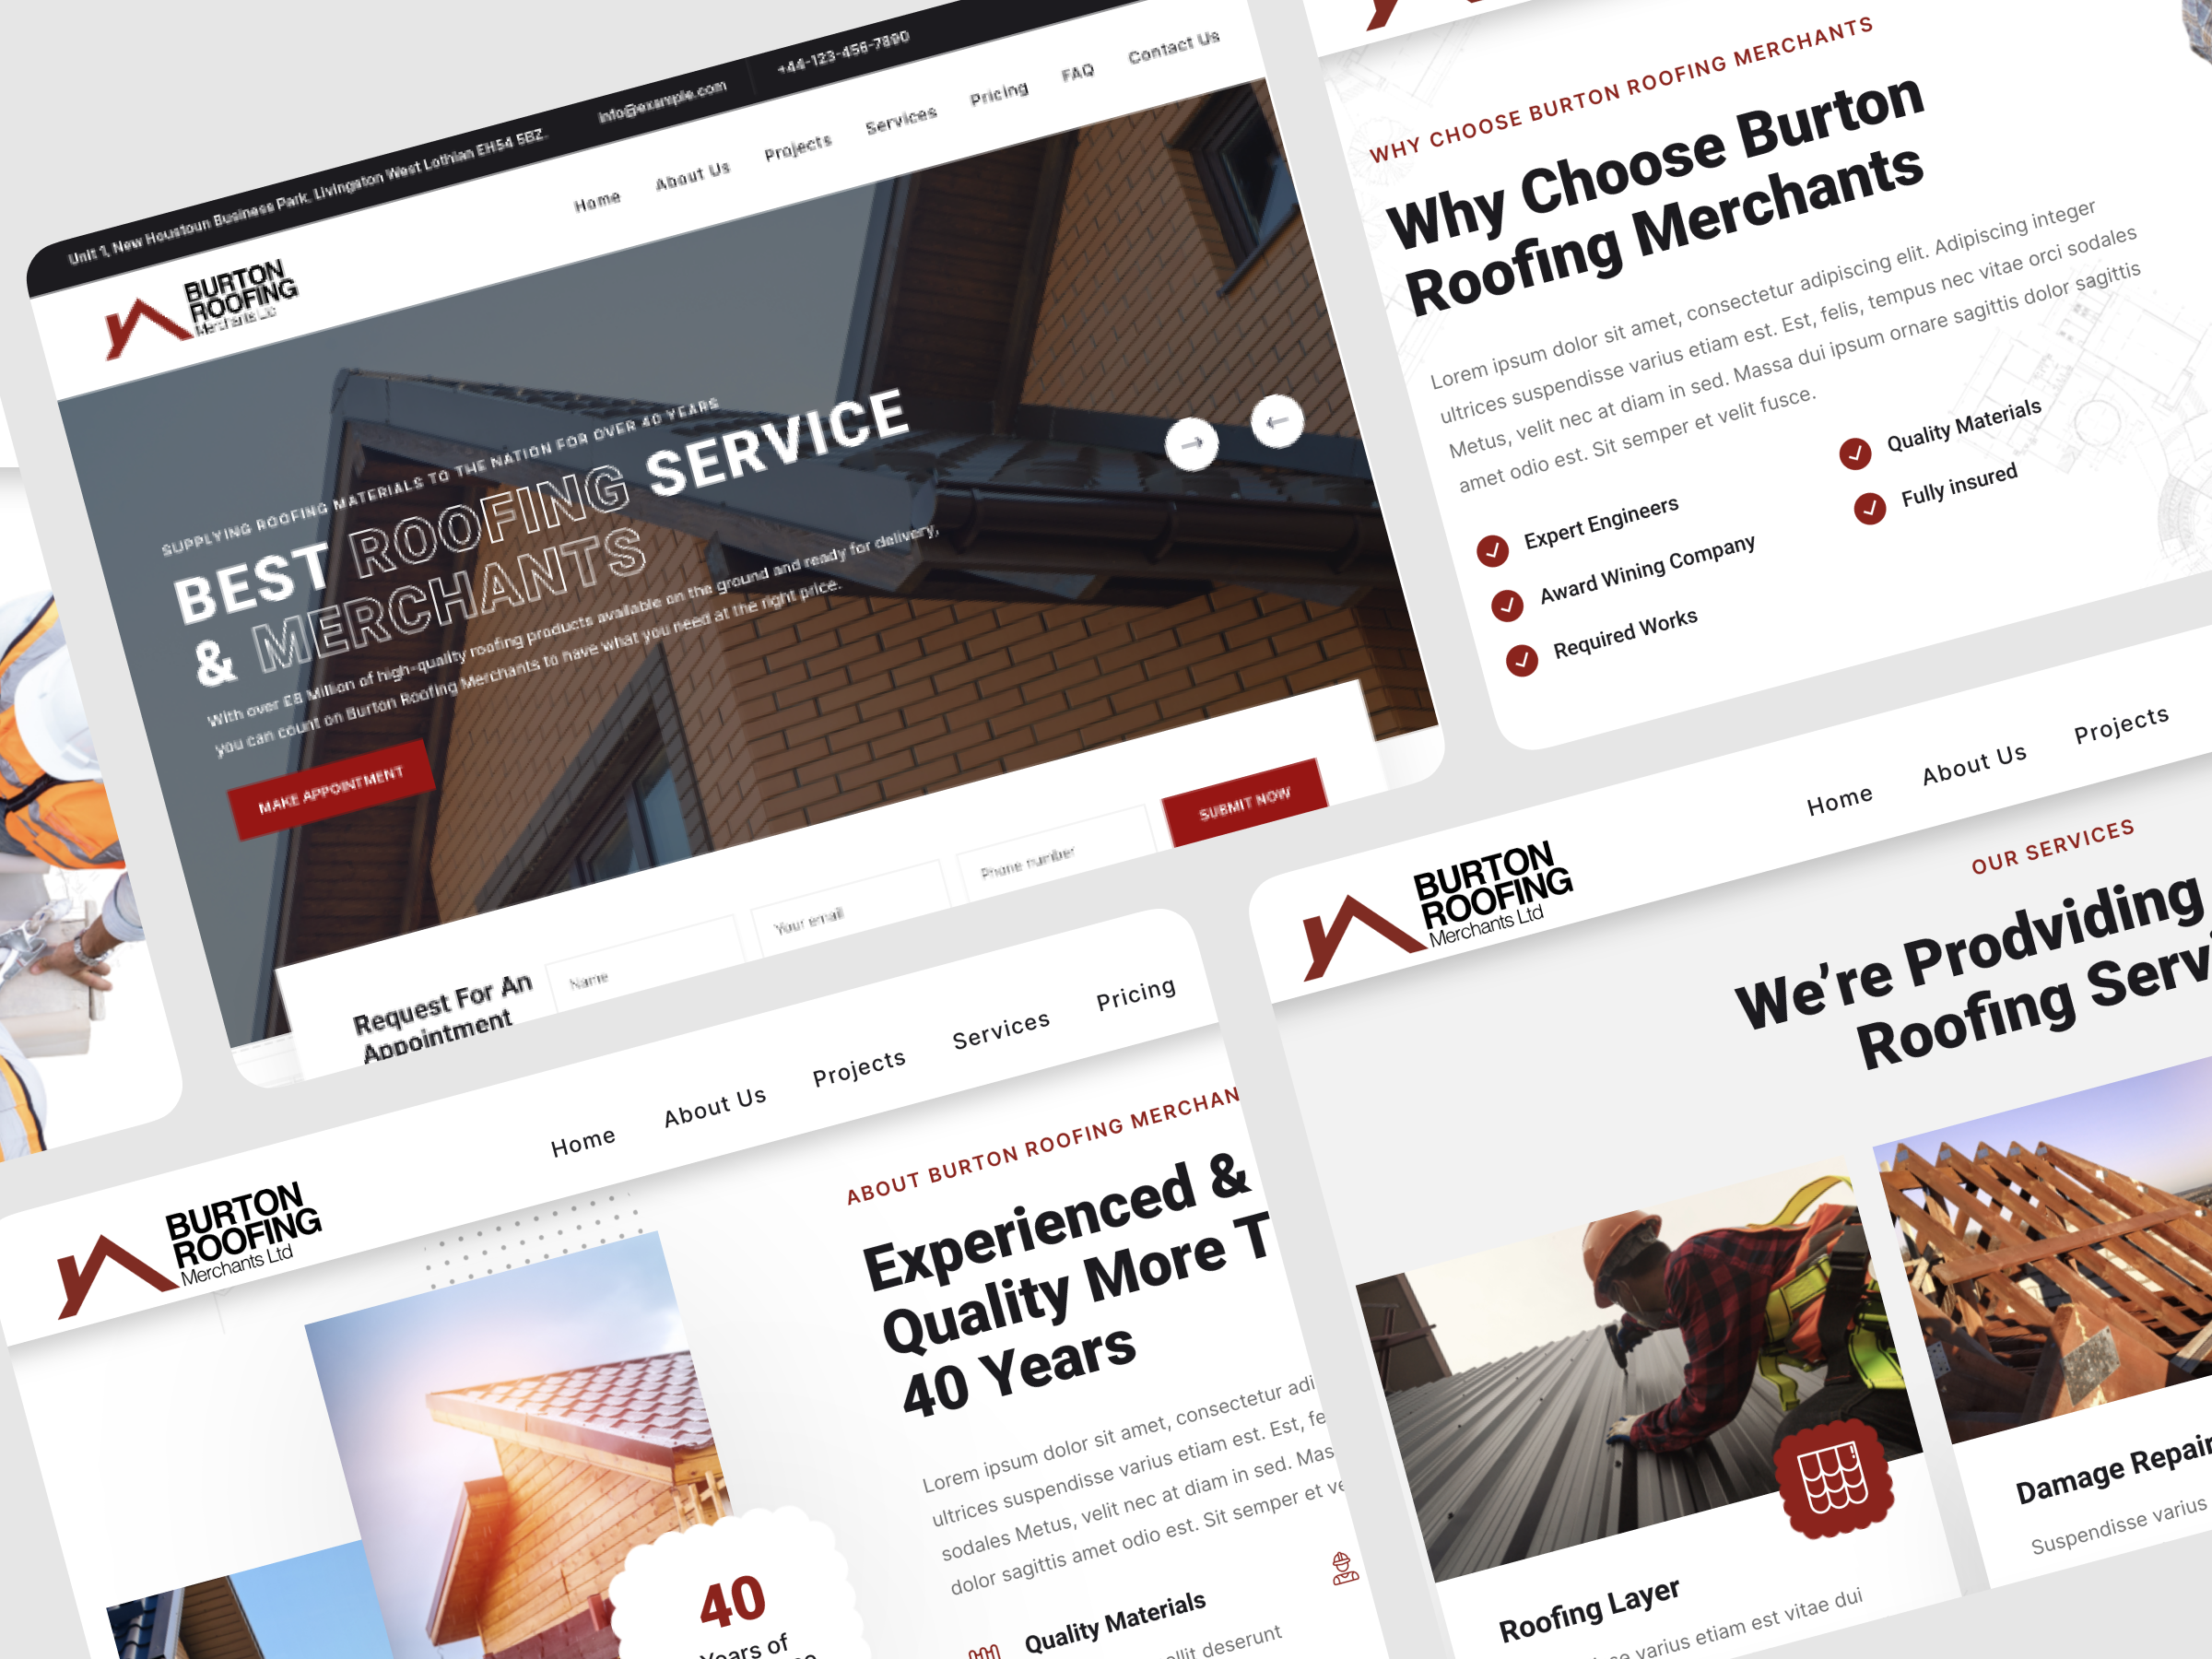 Unit 1, New Houstoun Business Park, Livingston West Lothian EH54 5BZ.
info@example.com
+44-123-456-7890
BURTON
ROOFING
Merchants Ltd
Home
About Us
Projects
Services
Pricing
FAQ
Contact Us
SUPPLYING ROOFING MATERIALS TO THE NATION FOR OVER 40 YEARS
BEST ROOFING SERVICE
& MERCHANTS
With over £8 Million of high-quality roofing products available on the ground and ready for delivery,
you can count on Burton Roofing Merchants to have what you need at the right price.
MAKE APPOINTMENT
Request For An
Appointment
Name
Your email
Phone number
SUBMIT NOW
WHY CHOOSE BURTON ROOFING MERCHANTS
Why Choose Burton
Roofing Merchants
Lorem ipsum dolor sit amet, consectetur adipiscing elit. Adipiscing integer
ultrices suspendisse varius etiam est. Est, felis, tempus nec vitae orci sodales
Metus, velit nec at diam in sed. Massa dui ipsum ornare sagittis dolor sagittis
amet odio est. Sit semper et velit fusce.
Expert Engineers
Award Wining Company
Required Works
Quality Materials
Fully insured
BURTON
ROOFING
Merchants Ltd
Home
About Us
Projects
Services
Pricing
ABOUT BURTON ROOFING MERCHAN
Experienced &
Quality More T
40 Years
Lorem ipsum dolor sit amet, consectetur adi
ultrices suspendisse varius etiam est. Est, fe
sodales Metus, velit nec at diam in sed. Mas
dolor sagittis amet odio est. Sit semper et ve
40
Years of
Quality Materials
ollit deserunt
BURTON
ROOFING
Merchants Ltd
Home
About Us
Projects
OUR SERVICES
We're Prodviding
Roofing Serv
Roofing Layer
se varius etiam est vitae dui
Damage Repair
Suspendisse varius